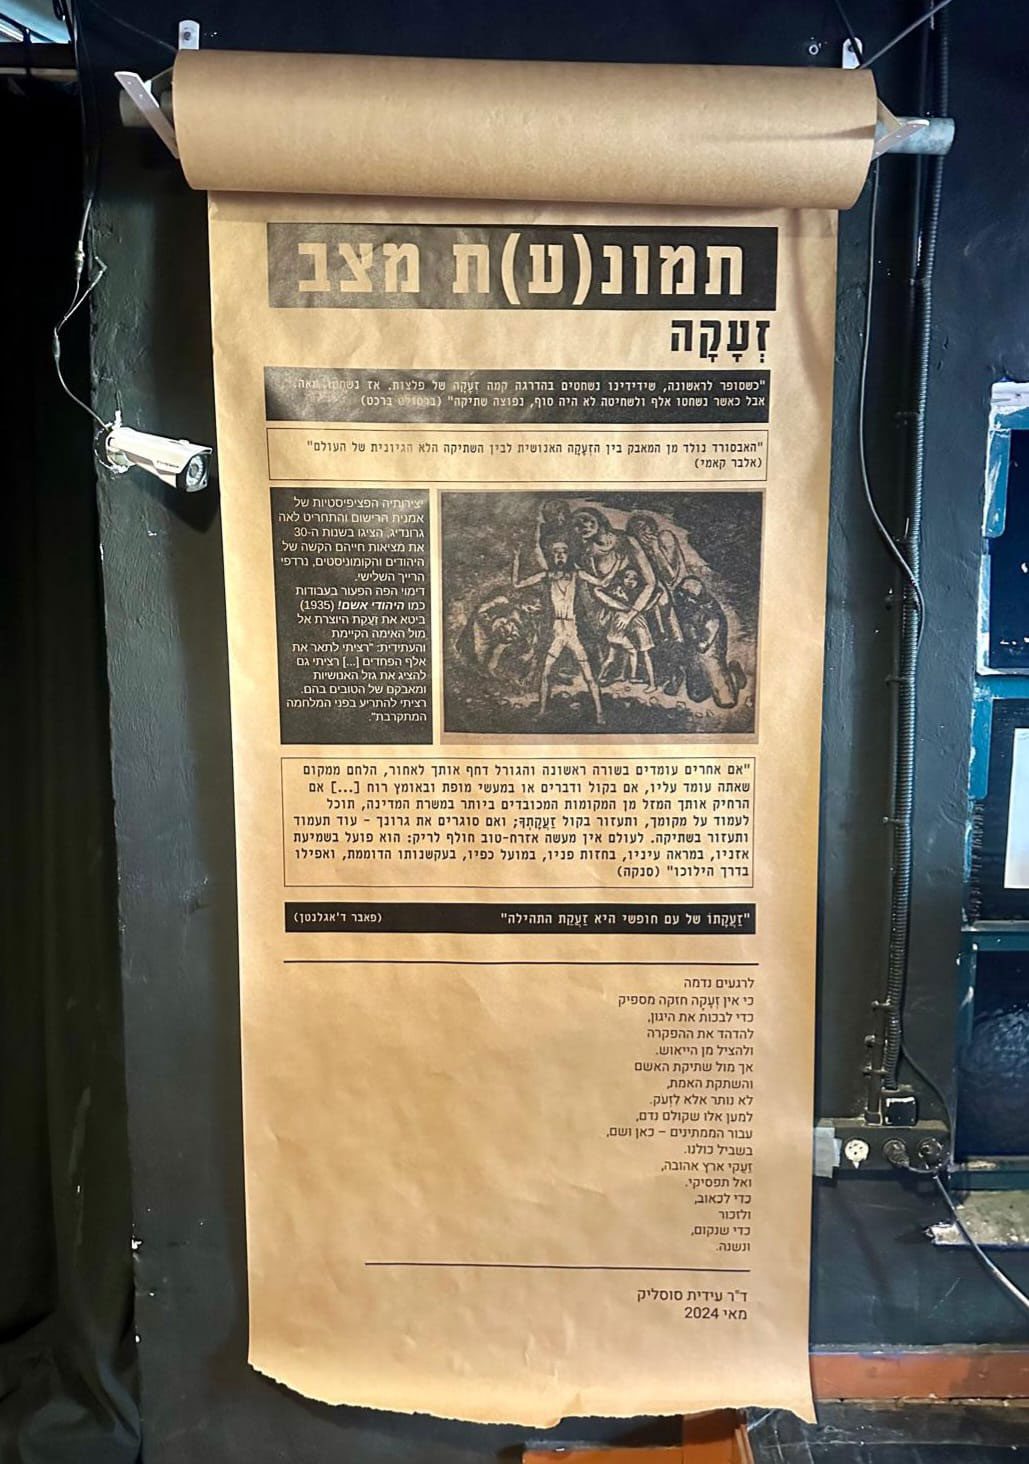 תמונ(ע)ת מצב
זְעָקָה
"כשסופר לראשונה, שידידינו נשחטים בהדרגה קמה זעקה של פלצות. אז נשחטו מאה.
אבל כאשר נשחטו אלף ולשחיטה לא היה סוף, נפוצה שתיקה" (ברטולט ברכט)
"האבסורד נולד מן המאבק בין הזְעָקָה האנושית לבין השתיקה הלא הגיונית של העולם"
(אלבר קאמי)
יצירותיה הפציפיסטיות של
אמנית הרישום והתחריט לאה
גרונדיג, הציגו בשנות ה-30
את מציאות חייהם הקשה של
היהודים והקומוניסטים, נרדפי
הרייך השלישי.
דימוי הפה הפעור בעבודות
כמו היהודי אשם! (1935)
ביטא את זַעֲקַת היוצרת אל
מול האימה הקיימת
והעתידית: "רציתי לתאר את
אלף הפחדים [...] רציתי גם
להציג את גזל האנושיות
ומאבקם של הטובים בהם.
רציתי להתריע בפני המלחמה
המתקרבת".
"אם אחרים עומדים בשורה ראשונה והגורל דחף אותך לאחור, הלחם ממקום
שאתה עומד עליו, אם בקול ודברים או במעשי מופת ובאומץ רוח [...] אם
הרחיק אותך המזל מן המקומות המכובדים ביותר במשרת המדינה, תוכל
לעמוד על מקומך, ותעזור בקול זַעֲקָתְךָ; ואם סוגרים את גרונך - עוד תעמוד
ותעזור בשתיקה. לעולם אין מעשה אזרח-טוב חולף לריק: הוא פועל בשמיעת
אזניו, במראה עיניו, בחזות פניו, במועל כפיו, בעקשנותו הדוממת, ואפילו
בדרך הילוכו" (סנקה)
"זַעֲקָתוֹ של עם חופשי היא זַעֲקַת התהילה" (פאבר ד'אגלנטן)
לרגעים נדמה
כי אין זְעָקָה חזקה מספיק
כדי לבכות את היגון,
להדהד את ההפקרה
ולהציל מן הייאוש.
אך מול שתיקת האשם
והשתקת האמת,
לא נותר אלא לִזְעֹק.
למען אלו שקולם נדם,
עבור הממתינים – כאן ושם,
בשביל כולנו.
זַעֲקִי ארץ אהובה,
ואל תפסיקי.
כדי לכאוב,
ולזכור
כדי שנקום,
ונשנה.
ד"ר עידית סוסליק
מאי 2024